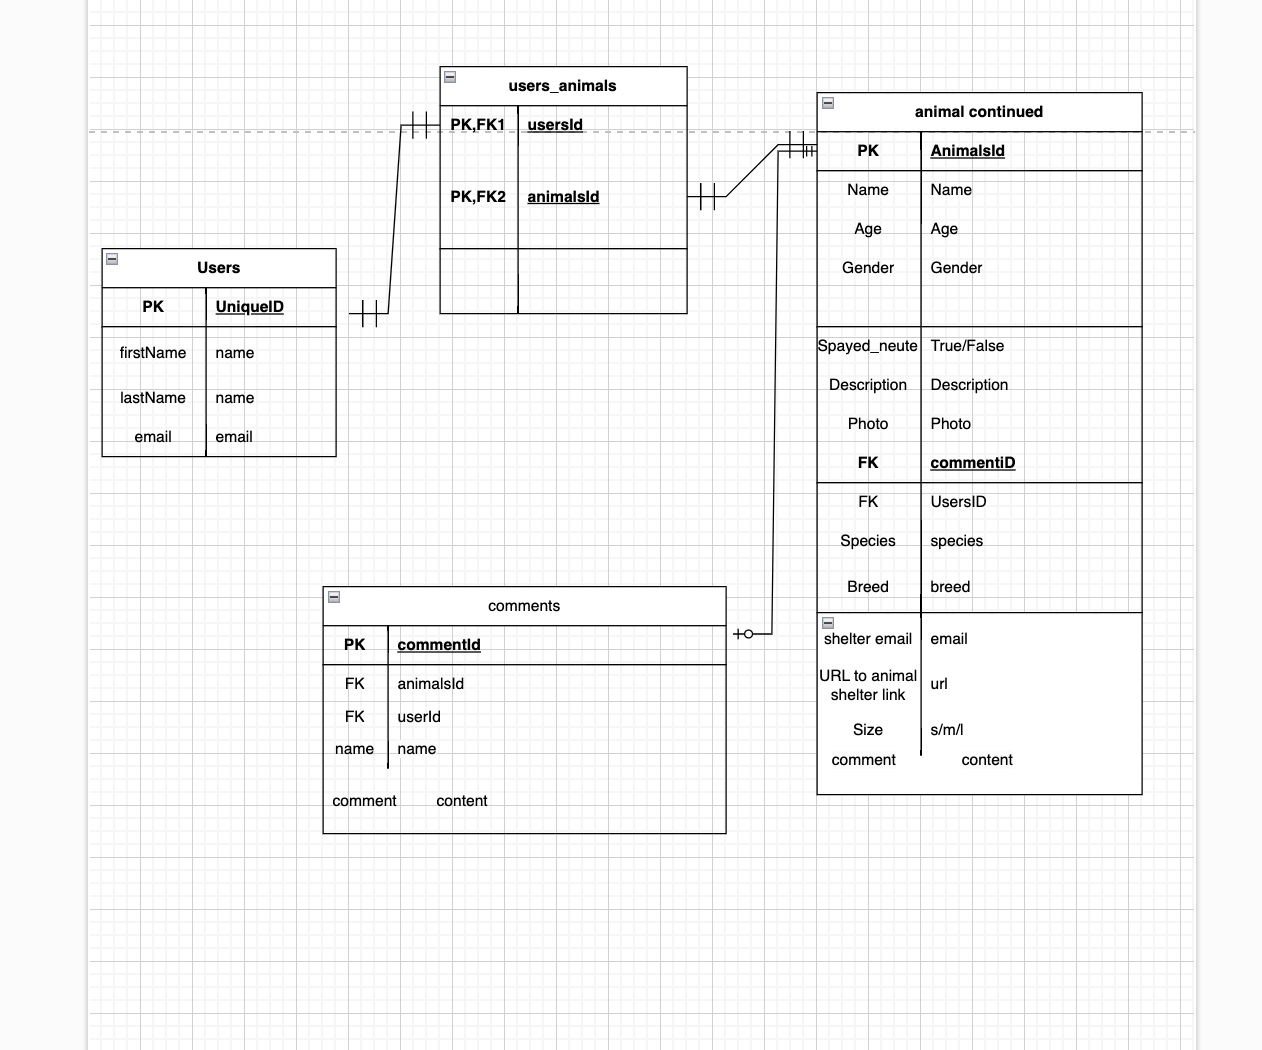 users_animals
PK,FK1 usersId
PK,FK2 animalsId
animal continued
PK AnimalsId
Name Name
Age Age
Gender Gender
Spayed_neute True/False
Description Description
Photo Photo
FK commentiD
FK UsersID
Species species
Breed breed
shelter email email
URL to animal
shelter link url
Size s/m/l
comment content
Users
PK UniqueID
firstName name
lastName name
email email
comments
PK commentId
FK animalsId
FK userId
name name
comment content